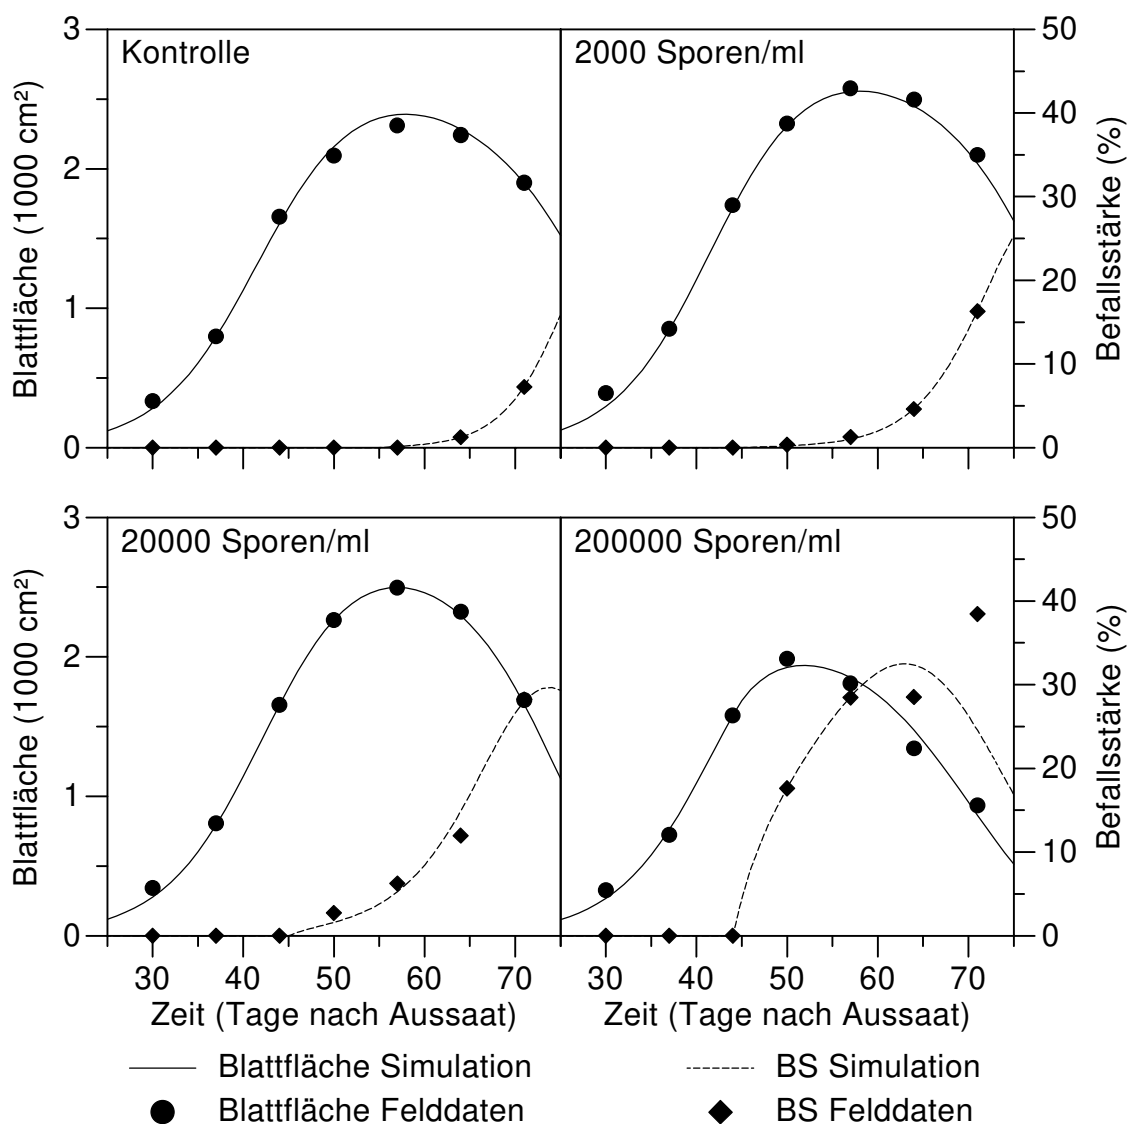 Kontrolle
2000 Sporen/ml
3
2
1
0
Blattfläche (1000 cm²)
50
40
30
20
10
0
Befallsstärke (%)
20000 Sporen/ml
200000 Sporen/ml
3
2
1
0
Blattfläche (1000 cm²)
50
40
30
20
10
0
Befallsstärke (%)
30 40 50 60 70
30 40 50 60 70
Zeit (Tage nach Aussaat)
Zeit (Tage nach Aussaat)
Blattfläche Simulation
BS Simulation
Blattfläche Felddaten
BS Felddaten